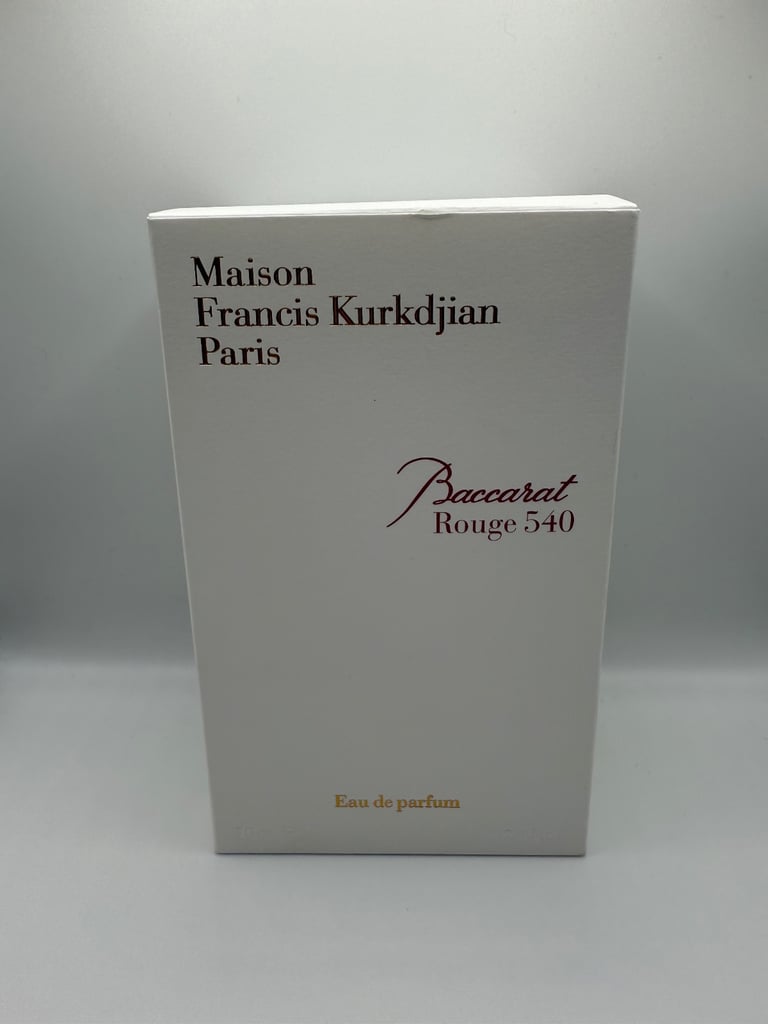 Maison
Francis Kurkdjian
Paris
Baccarat
Rouge 540
Eau de parfum